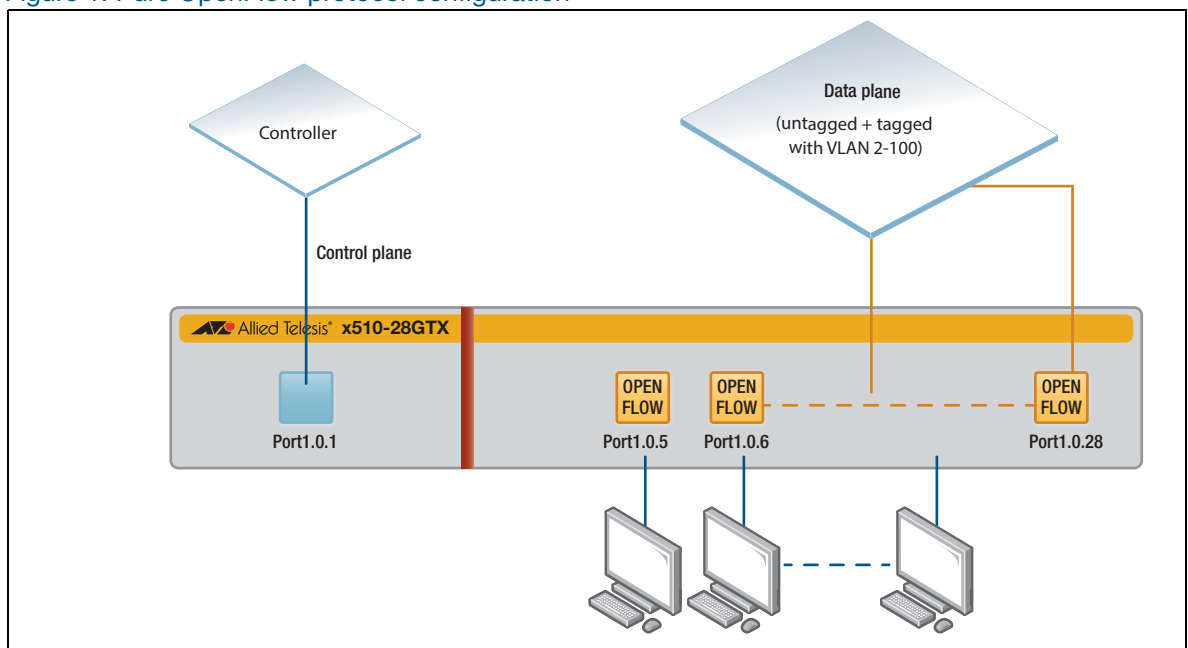 Controller
Data plane
(untagged + tagged
with VLAN 2-100)
Control plane
Allied Telesis® x510-28GTX
OPEN
FLOW
OPEN
FLOW
OPEN
FLOW
Port1.0.1
Port1.0.5
Port1.0.6
Port1.0.28